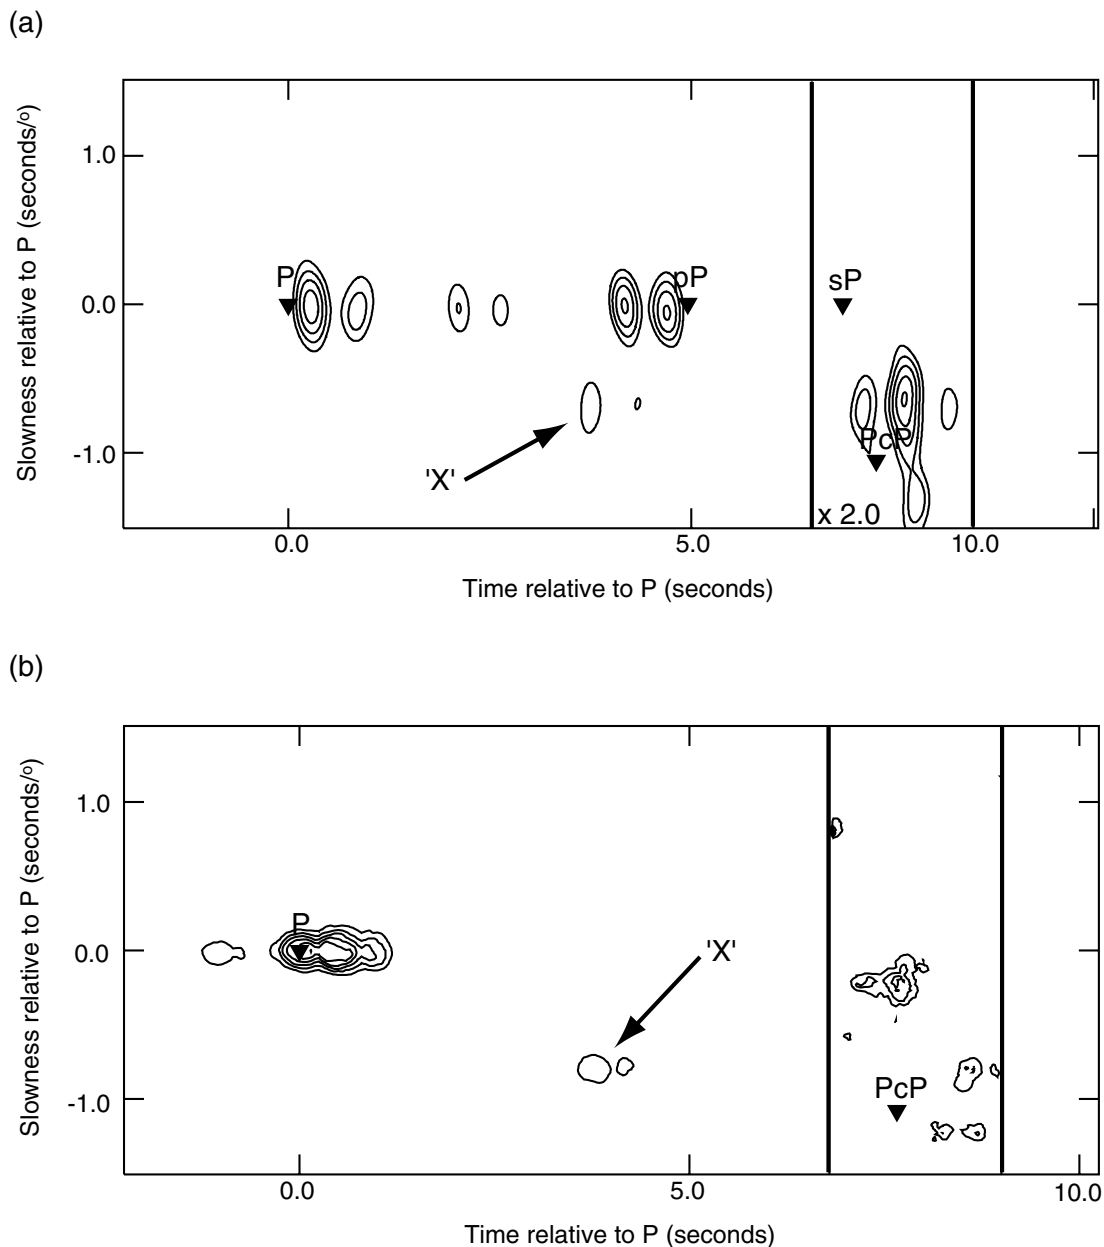 (a)
Slowness relative to P (seconds/º)
1.0
0.0
-1.0
P
pP
sP
'X'
PcP
x 2.0
0.0
5.0
10.0
Time relative to P (seconds)
(b)
Slowness relative to P (seconds/º)
1.0
0.0
-1.0
P
'X'
PcP
0.0
5.0
10.0
Time relative to P (seconds)